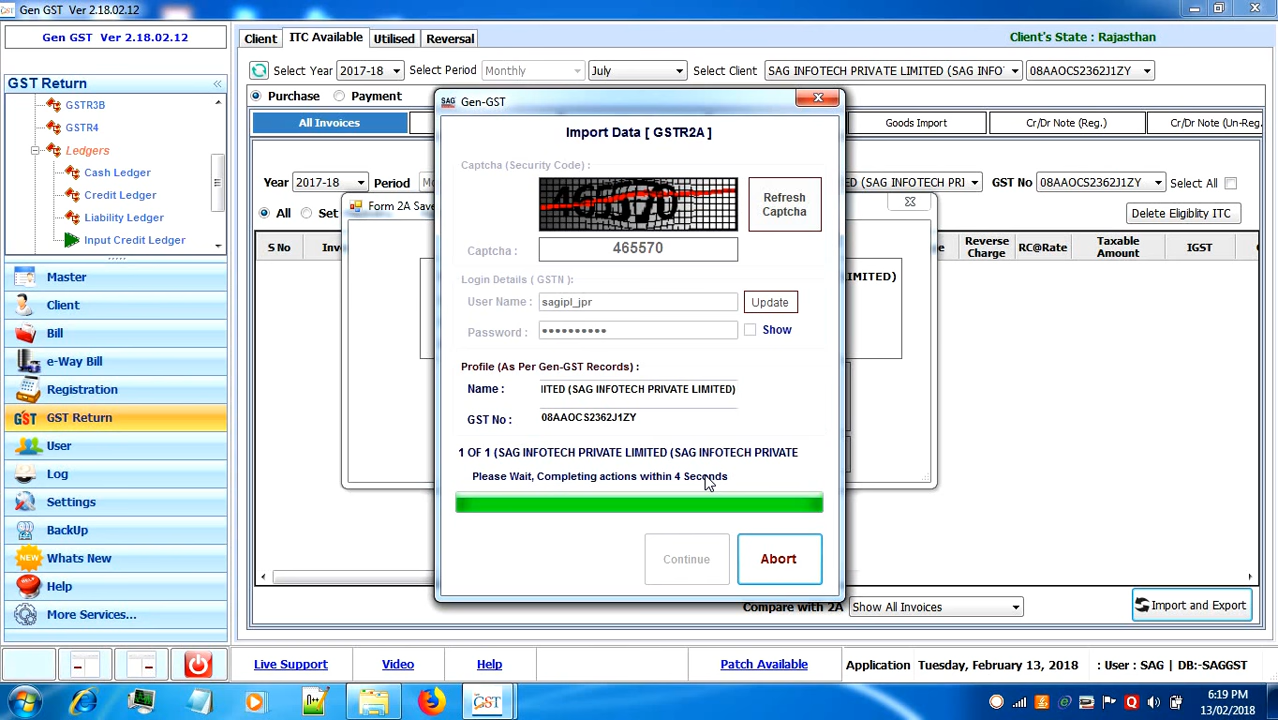 Gen GST Ver 2.18.02.12
Gen GST Ver 2.18.02.12
GST Return
GSTR3B
GSTR4
Ledgers
Cash Ledger
Credit Ledger
Liability Ledger
Input Credit Ledger
Master
Client
Bill
e-Way Bill
Registration
GST GST Return
User
Log
Settings
BackUp
NEW Whats New
Help
More Services...
Client ITC Available Utilised Reversal
Client's State : Rajasthan
Select Year 2017-18 Select Period Monthly July Select Client SAG INFOTECH PRIVATE LIMITED (SAG INFO' 08AAOCS2362J1ZY
Purchase Payment
All Invoices Goods Import Cr/Dr Note (Reg.) Cr/Dr Note (Un-Reg.
Year 2017-18 Period ED (SAG INFOTECH PRI GST No 08AAOCS2362J1ZY Select All
All Set Delete Eligiblity ITC
Form 2A Save
S No Inv Reverse Charge RC@Rate Taxable Amount IGST
IMITED)
SAG Gen-GST
Import Data [ GSTR2A ]
Captcha (Security Code) :
465570
Refresh Captcha
Captcha : 465570
Login Details ( GSTN ):
User Name : sagipl_jpr Update
Password : •••••••••• Show
Profile (As Per Gen-GST Records) :
Name : IITED (SAG INFOTECH PRIVATE LIMITED)
GST No : 08AAOCS2362J1ZY
1 OF 1 (SAG INFOTECH PRIVATE LIMITED (SAG INFOTECH PRIVATE
Please Wait, Completing actions within 4 Seconds
Continue Abort
Compare with 2A Show All Invoices Import and Export
Live Support Video Help Patch Available Application Tuesday, February 13, 2018 : User : SAG | DB:-SAGGST
GST
6:19 PM
13/02/2018